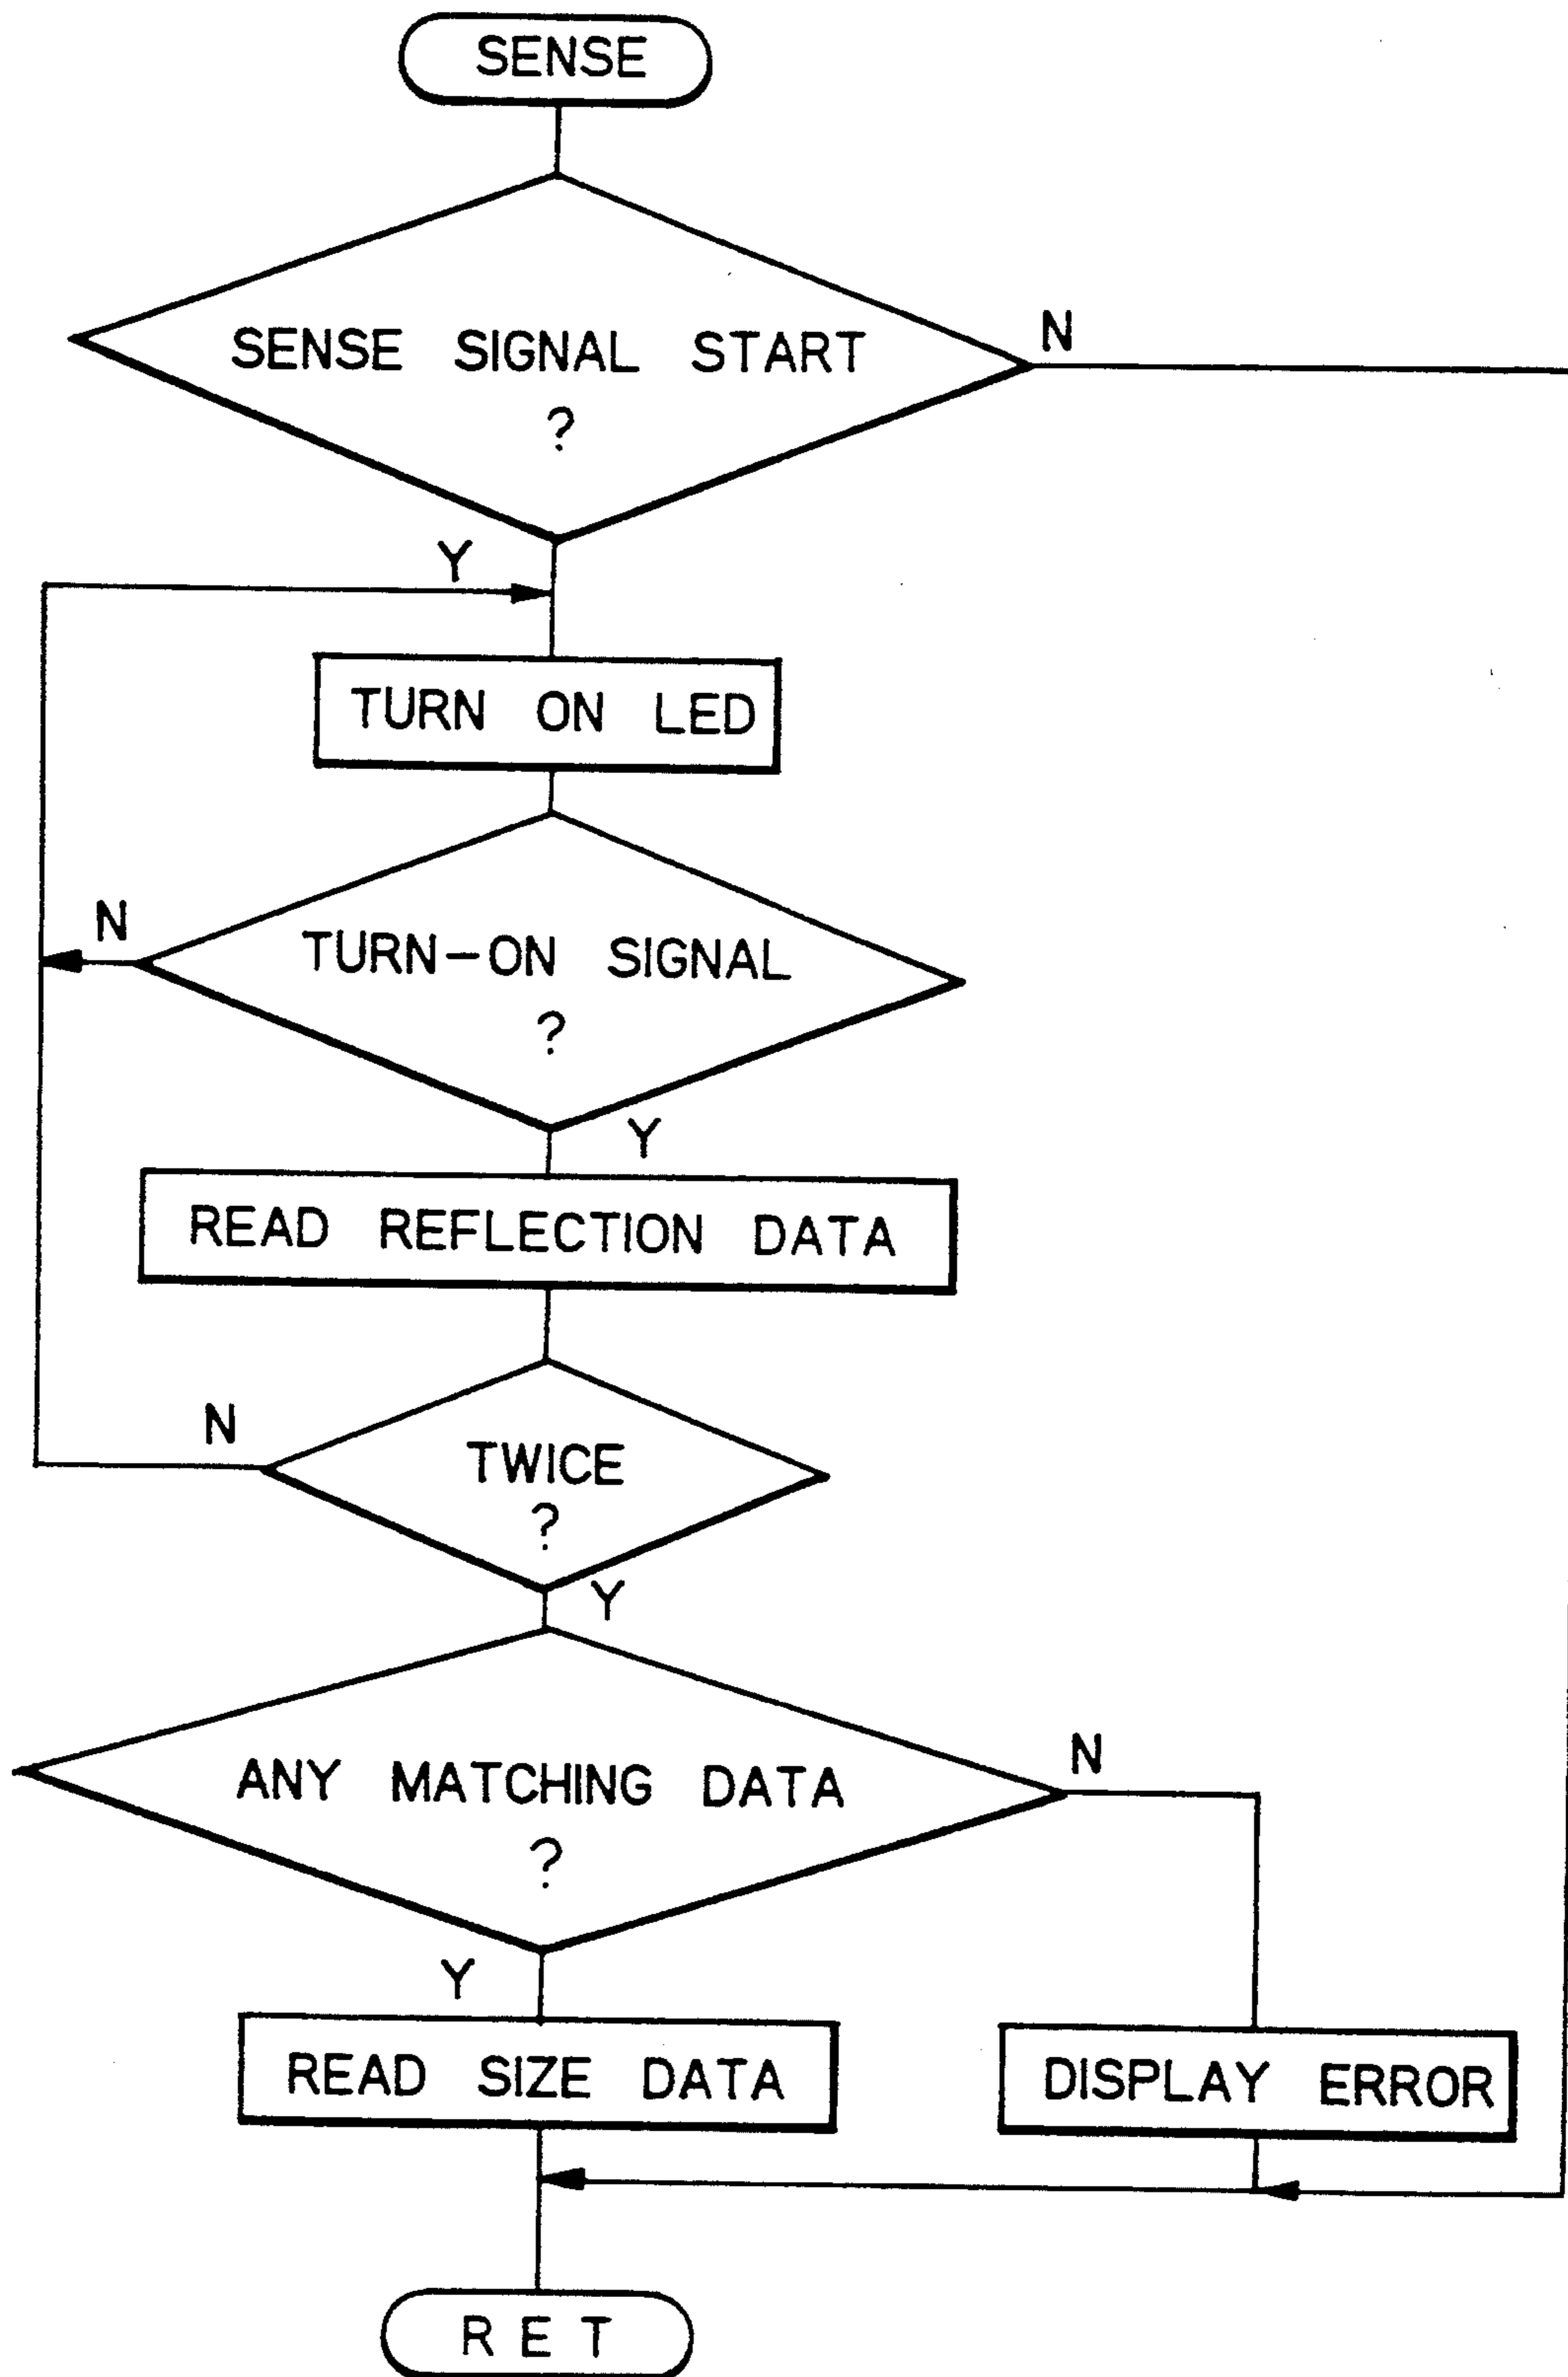 SENSE
SENSE SIGNAL START
?
N
Y
TURN ON LED
N
TURN-ON SIGNAL
?
Y
READ REFLECTION DATA
N
TWICE
?
Y
ANY MATCHING DATA
?
N
Y
READ SIZE DATA
DISPLAY ERROR
RET